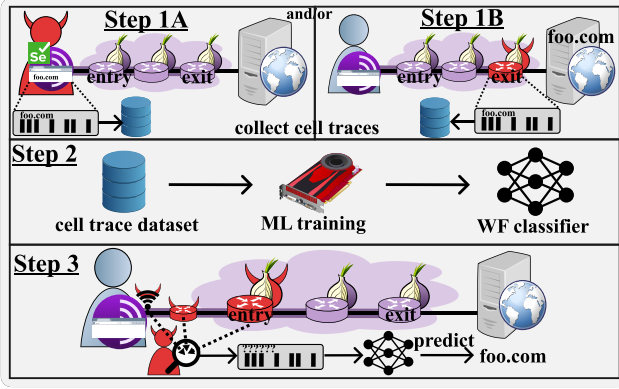 Step 1A
and/or
Step 1B
Se
foo.com
entry
exit
foo.com
entry
exit
foo.com
foo.com
collect cell traces
Step 2
cell trace dataset
ML training
WF classifier
Step 3
entry
exit
??????
predict
foo.com